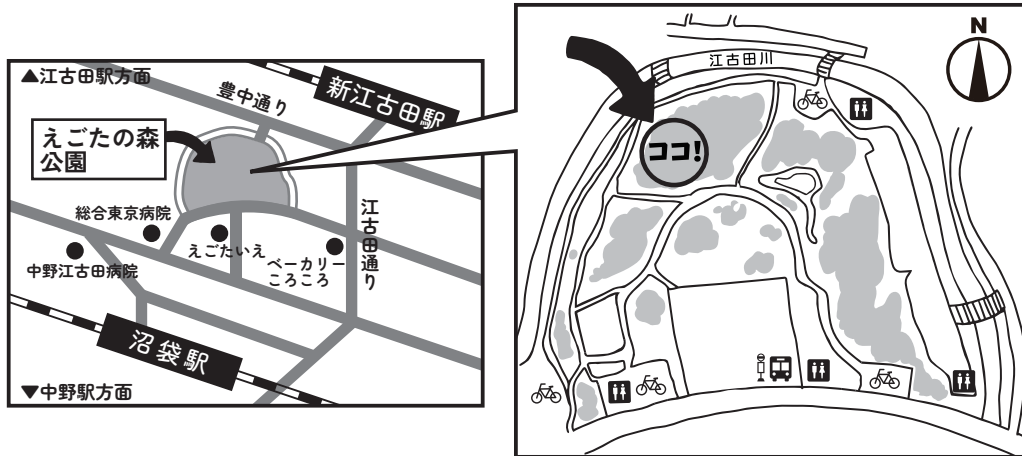 ▲江古田駅方面
豊中通り
新江古田駅
えごたの森
公園
総合東京病院
中野江古田病院
えごたいえ
ベーカリー
ころころ
江古田通り
沼袋駅
▼中野駅方面
江古田川
N
ココ!